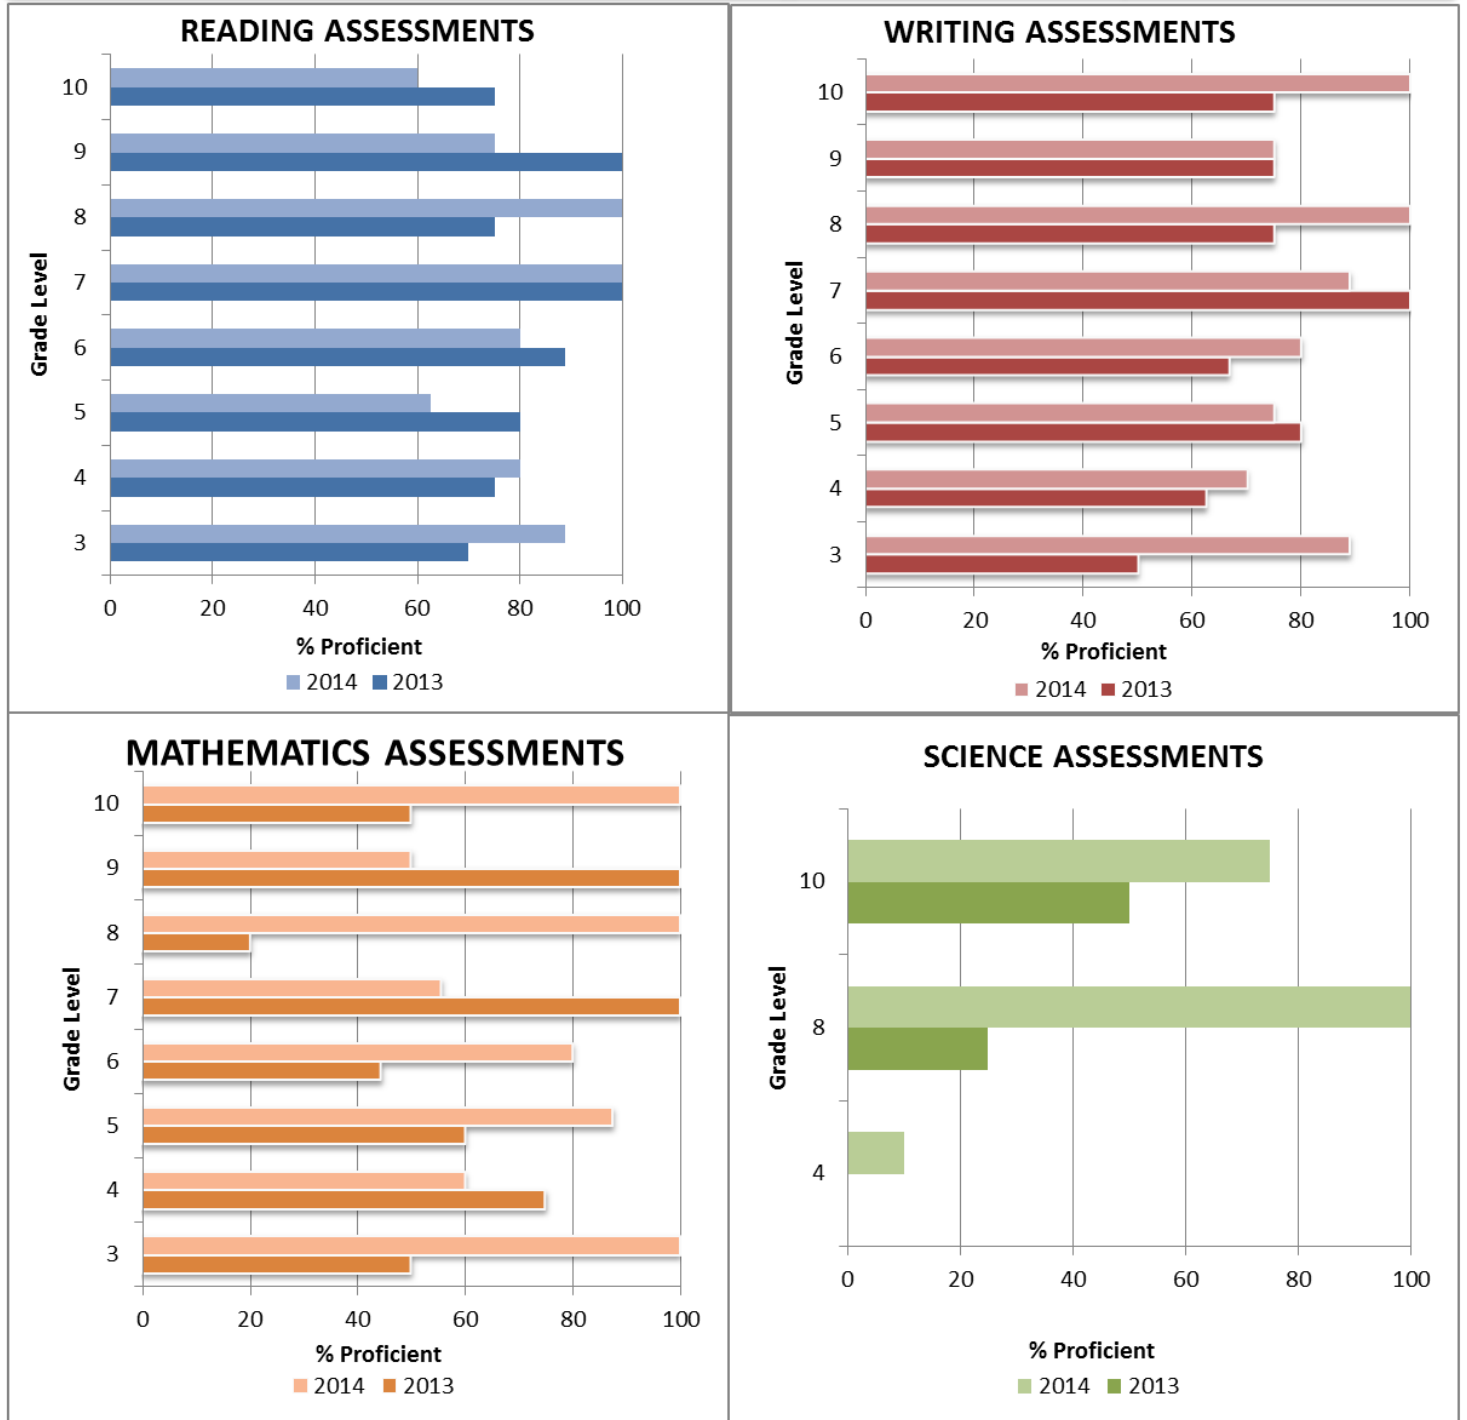 READING ASSESSMENTS
10
9
8
7
6
5
4
3
Grade Level
0 20 40 60 80 100
% Proficient
2014 2013
WRITING ASSESSMENTS
10
9
8
7
6
5
4
3
Grade Level
0 20 40 60 80 100
% Proficient
2014 2013
MATHEMATICS ASSESSMENTS
10
9
8
7
6
5
4
3
Grade Level
0 20 40 60 80 100
% Proficient
2014 2013
SCIENCE ASSESSMENTS
10
8
4
Grade Level
0 20 40 60 80 100
% Proficient
2014 2013